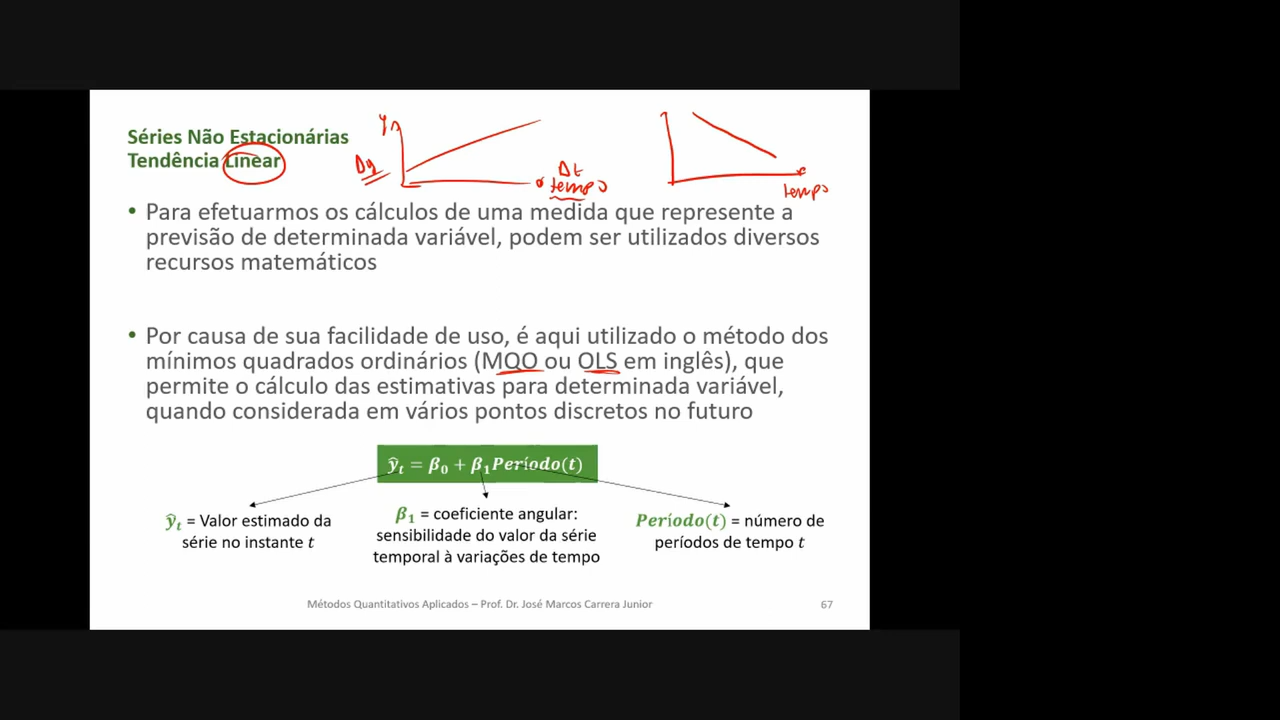 Séries Não Estacionárias
Tendência Linear
y
Δy
Δt
tempo
tempo
• Para efetuarmos os cálculos de uma medida que represente a
previsão de determinada variável, podem ser utilizados diversos
recursos matemáticos
• Por causa de sua facilidade de uso, é aqui utilizado o método dos
mínimos quadrados ordinários (MQO ou OLS em inglês), que
permite o cálculo das estimativas para determinada variável,
quando considerada em vários pontos discretos no futuro
ŷₜ = β₀ + β₁Período(t)
ŷₜ = Valor estimado da
série no instante t
β₁ = coeficiente angular:
sensibilidade do valor da série
temporal à variações de tempo
Período(t) = número de
períodos de tempo t
Métodos Quantitativos Aplicados – Prof. Dr. José Marcos Carrera Junior
67